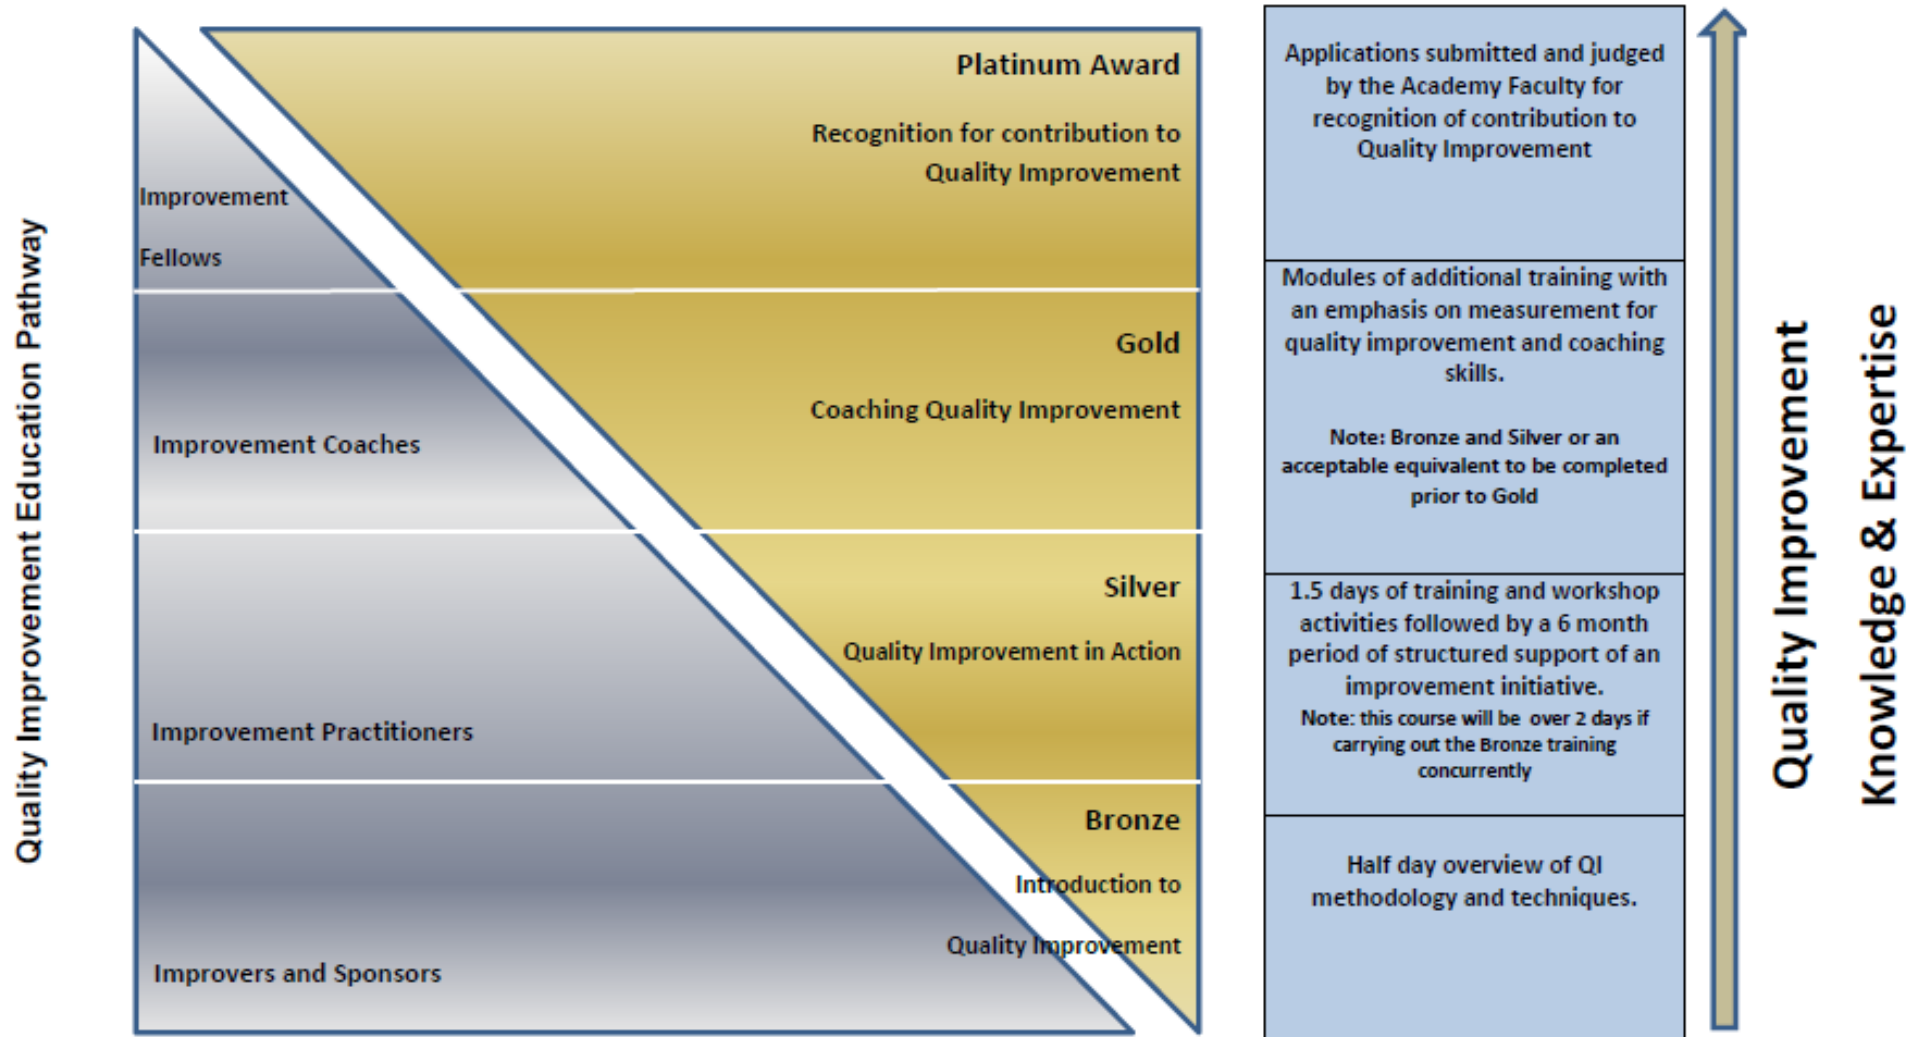 Quality Improvement Education Pathway
Improvement
Fellows
Improvement Coaches
Improvement Practitioners
Improvers and Sponsors
Platinum Award
Recognition for contribution to
Quality Improvement
Gold
Coaching Quality Improvement
Silver
Quality Improvement in Action
Bronze
Introduction to
Quality Improvement
Applications submitted and judged
by the Academy Faculty for
recognition of contribution to
Quality Improvement
Modules of additional training with
an emphasis on measurement for
quality improvement and coaching
skills.
Note: Bronze and Silver or an
acceptable equivalent to be completed
prior to Gold
1.5 days of training and workshop
activities followed by a 6 month
period of structured support of an
improvement initiative.
Note: this course will be over 2 days if
carrying out the Bronze training
concurrently
Half day overview of QI
methodology and techniques.
Quality Improvement
Knowledge & Expertise